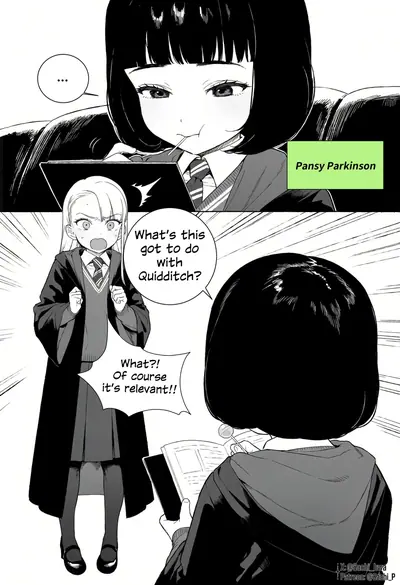 ...
Pansy Parkinson
What's this
got to do
with
Quidditch?
What?!
Of course
it's relevant!!